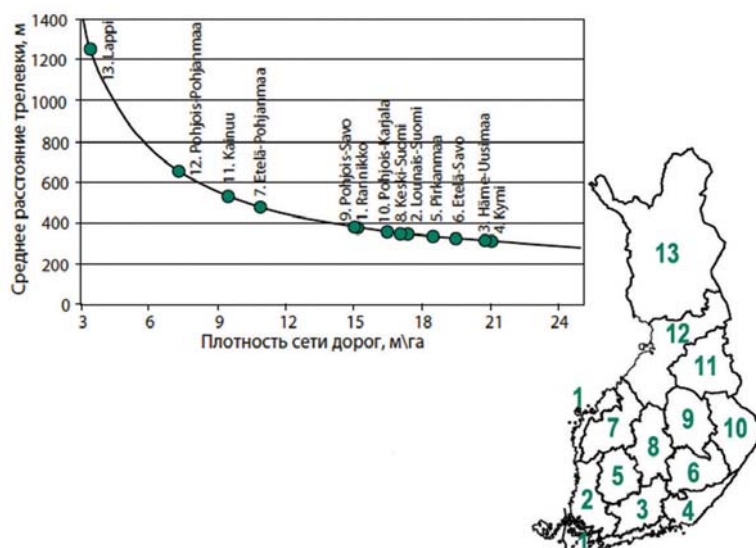 Среднее расстояние трелевки, м
1400
1200
1000
800
600
400
200
0
13. Lappi
12. Pohjois-Pohjanmaa
11. Kainuu
7. Etelä-Pohjanmaa
9. Pohjois-Savo
1. Rannikko
10. Pohjois-Karjala
8. Keski-Suomi
2. Lounais-Suomi
5. Pirkanmaa
6. Etelä-Savo
3. Häme-Uusimaa
4. Kymi
3 6 9 12 15 18 21 24
Плотность сети дорог, м\га
13
12
11
1
7
9
10
8
5
6
2
3
4
1